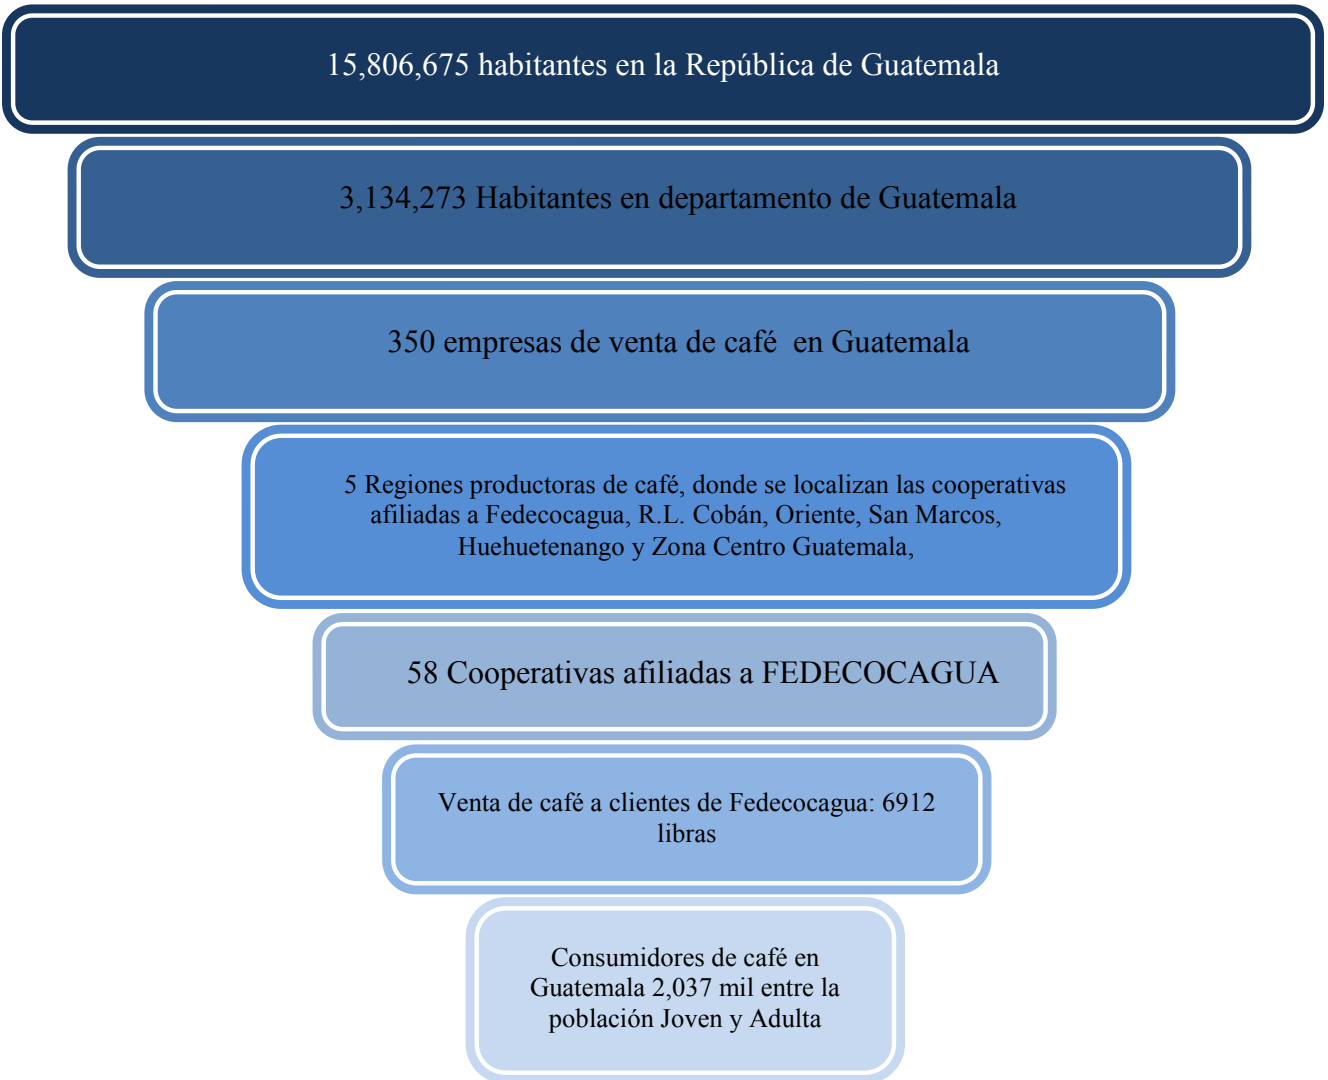 15,806,675 habitantes en la República de Guatemala
3,134,273 Habitantes en departamento de Guatemala
350 empresas de venta de café en Guatemala
5 Regiones productoras de café, donde se localizan las cooperativas
afiliadas a Fedecocagua, R.L. Cobán, Oriente, San Marcos,
Huehuetenango y Zona Centro Guatemala,
58 Cooperativas afiliadas a FEDECOCAGUA
Venta de café a clientes de Fedecocagua: 6912
libras
Consumidores de café en
Guatemala 2,037 mil entre la
población Joven y Adulta